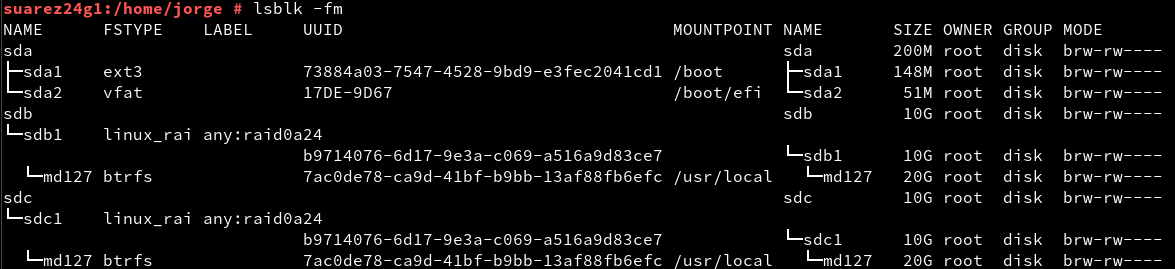 suarez24g1:/home/jorge # lsblk -fm
NAME      FSTYPE    LABEL     UUID                                 MOUNTPOINT NAME       SIZE OWNER GROUP MODE
sda                                                                           sda        200M root  disk  brw-rw----
├─sda1    ext3                73884a03-7547-4528-9bd9-e3fec2041cd1 /boot      ├─sda1     148M root  disk  brw-rw----
└─sda2    vfat                17DE-9D67                            /boot/efi  └─sda2      51M root  disk  brw-rw----
sdb                                                                           sdb         10G root  disk  brw-rw----
└─sdb1    linux_rai any:raid0a24
                              b9714076-6d17-9e3a-c069-a516a9d83ce7            └─sdb1      10G root  disk  brw-rw----
  └─md127 btrfs               7ac0de78-ca9d-41bf-b9bb-13af88fb6efc /usr/local   └─md127   20G root  disk  brw-rw----
sdc                                                                           sdc         10G root  disk  brw-rw----
└─sdc1    linux_rai any:raid0a24
                              b9714076-6d17-9e3a-c069-a516a9d83ce7            └─sdc1      10G root  disk  brw-rw----
  └─md127 btrfs               7ac0de78-ca9d-41bf-b9bb-13af88fb6efc /usr/local   └─md127   20G root  disk  brw-rw----